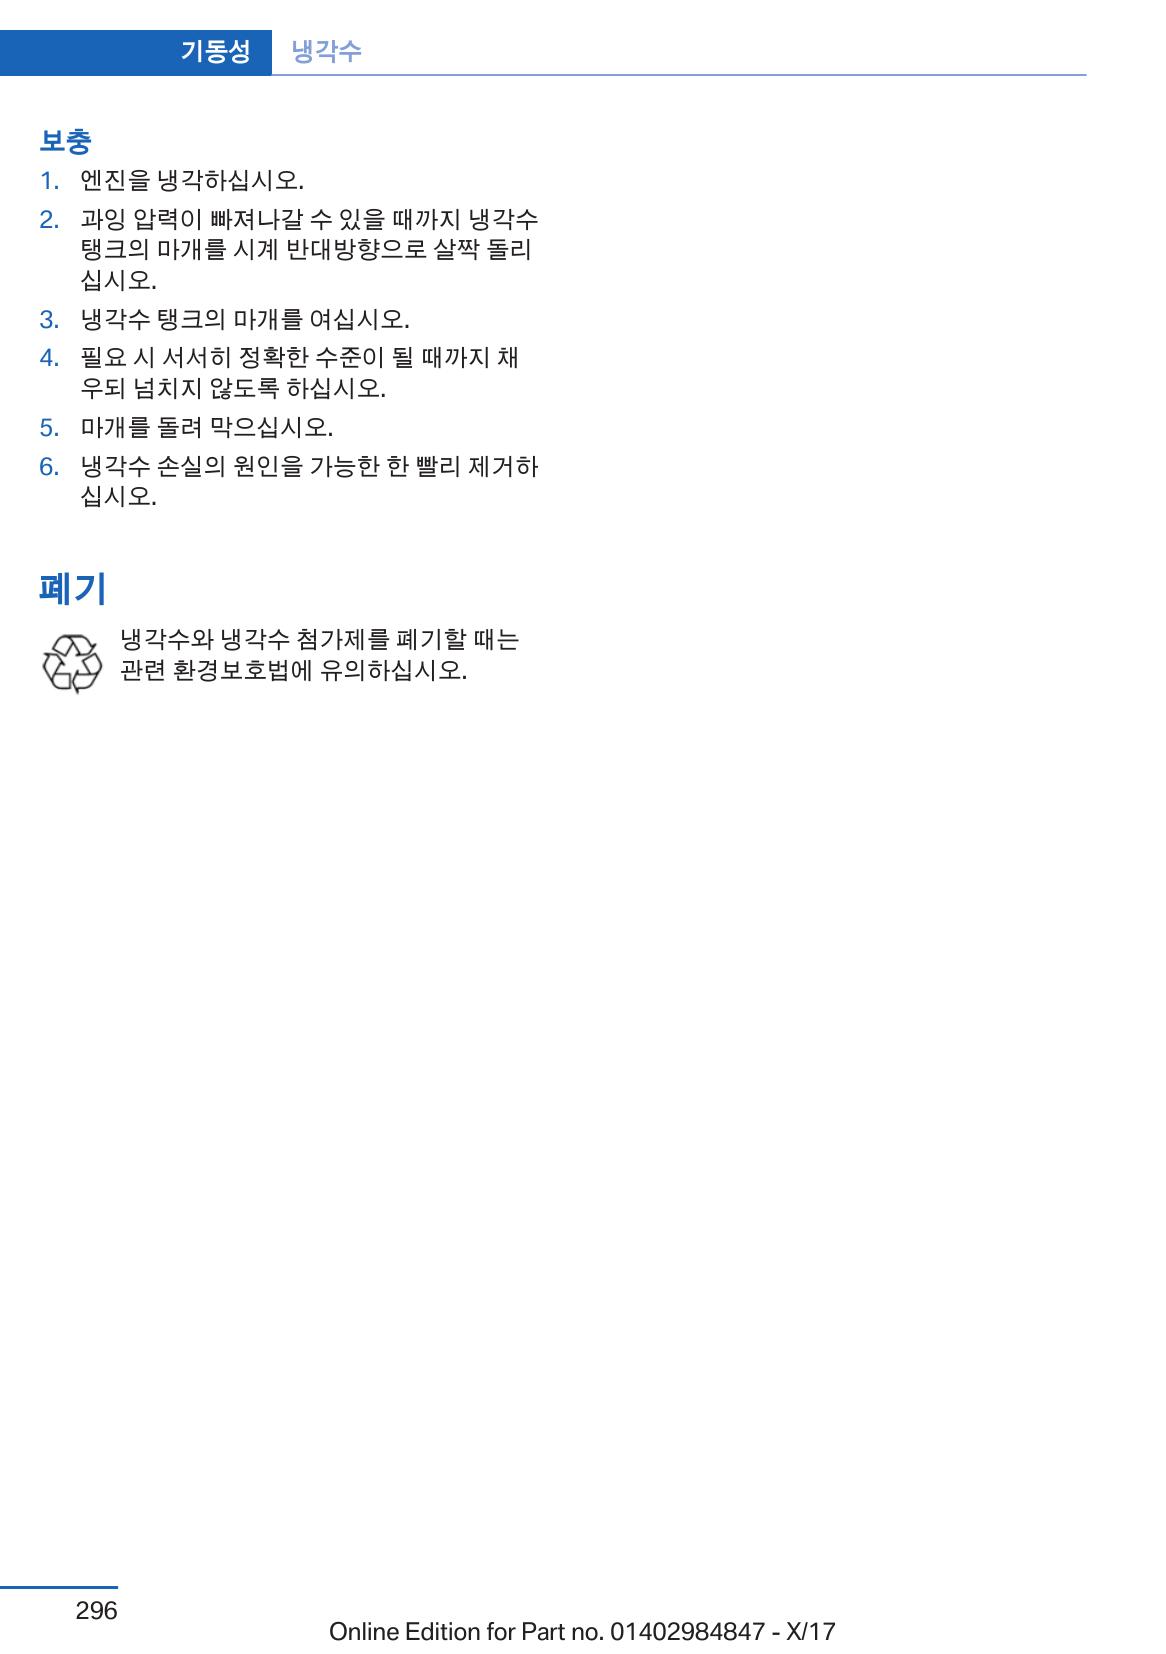 기동성 냉각수
보충
1. 엔진을 냉각하십시오.
2. 과잉 압력이 빠져나갈 수 있을 때까지 냉각수
탱크의 마개를 시계 반대방향으로 살짝 돌리
십시오.
3. 냉각수 탱크의 마개를 여십시오.
4. 필요 시 서서히 정확한 수준이 될 때까지 채
우되 넘치지 않도록 하십시오.
5. 마개를 돌려 막으십시오.
6. 냉각수 손실의 원인을 가능한 한 빨리 제거하
십시오.
폐기
냉각수와 냉각수 첨가제를 폐기할 때는
관련 환경보호법에 유의하십시오.
296
Online Edition for Part no. 01402984847 - X/17